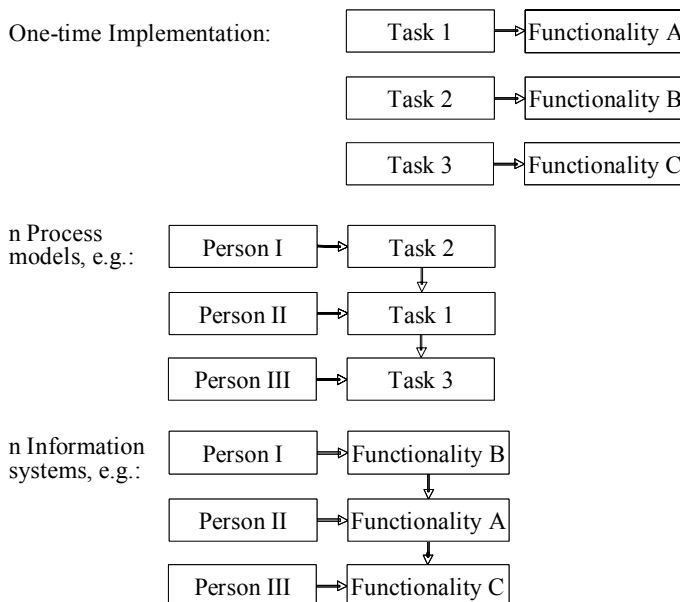 One-time Implementation:
Task 1
Functionality A
Task 2
Functionality B
Task 3
Functionality C
n Process
models, e.g.:
Person I
Task 2
Person II
Task 1
Person III
Task 3
n Information
systems, e.g.:
Person I
Functionality B
Person II
Functionality A
Person III
Functionality C